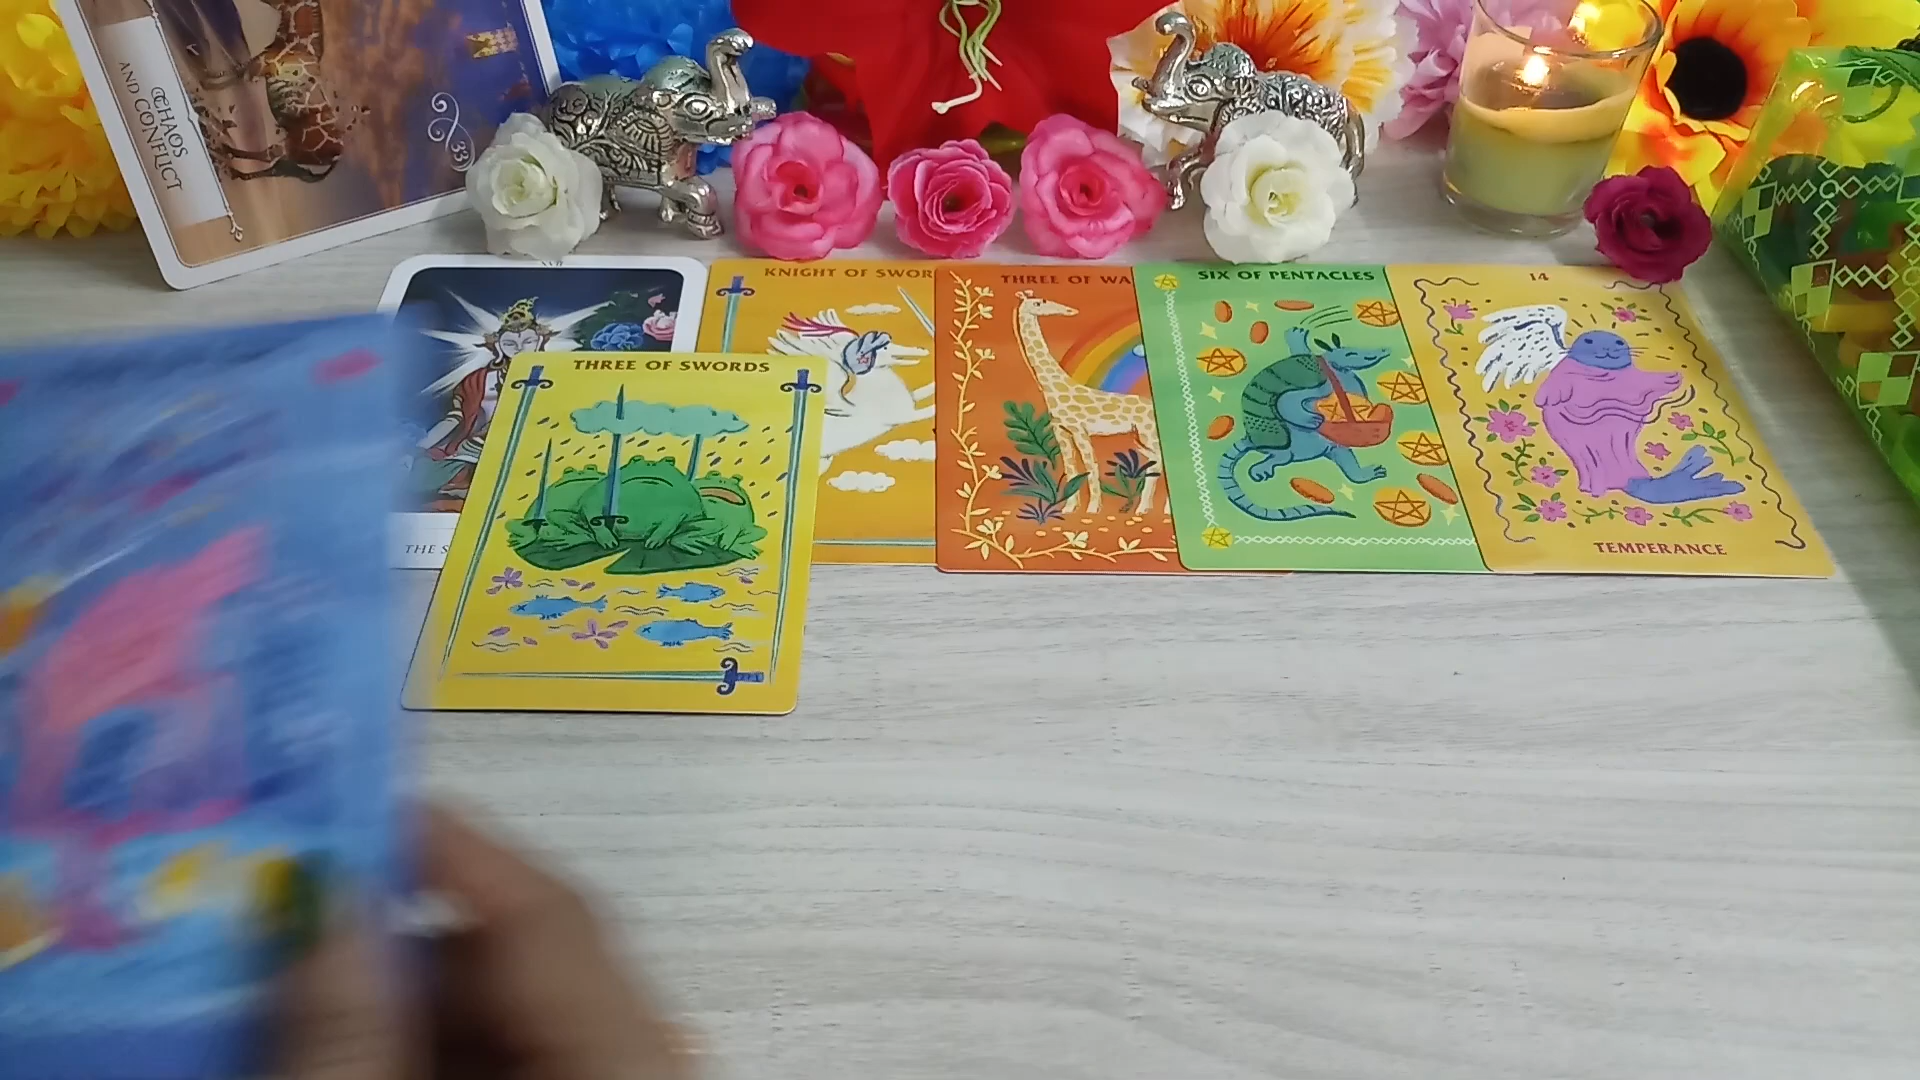 CHAOS
AND CONFLICT
33
KNIGHT OF SWOR
THREE OF WA
SIX OF PENTACLES
14
THREE OF SWORDS
THE S
TEMPERANCE